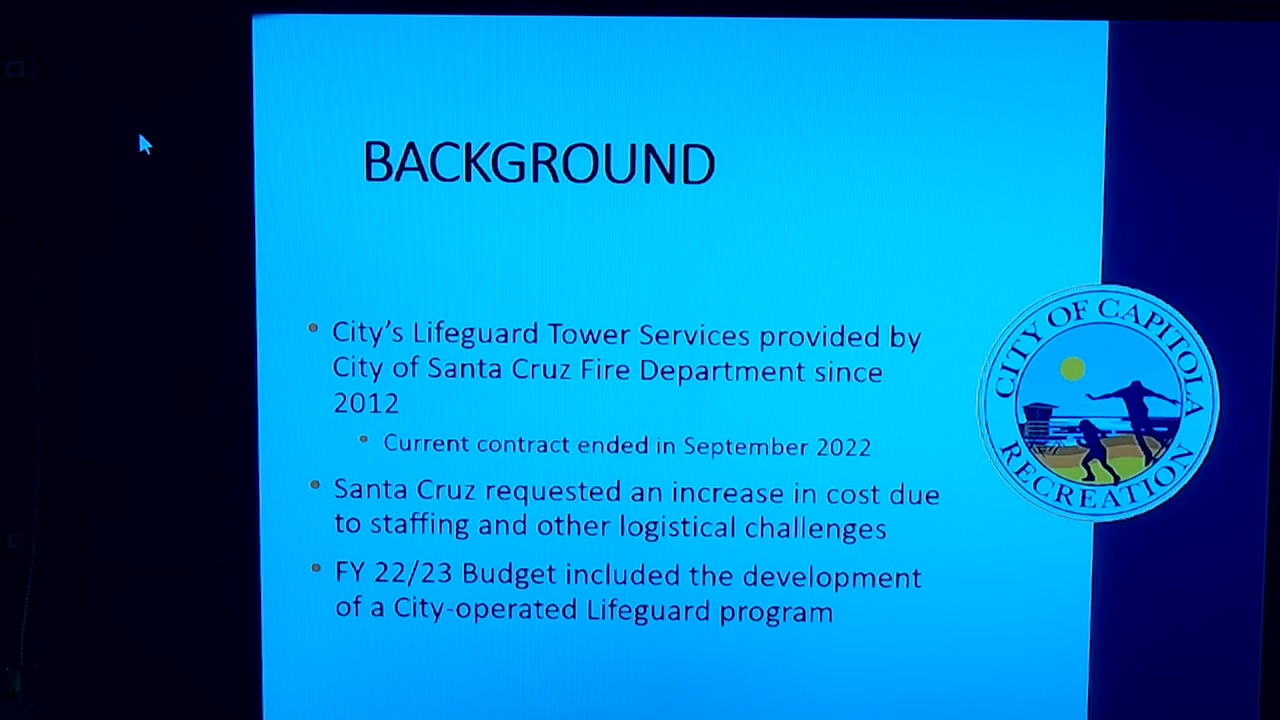 BACKGROUND
• City’s Lifeguard Tower Services provided by
City of Santa Cruz Fire Department since
2012
• Current contract ended in September 2022
• Santa Cruz requested an increase in cost due
to staffing and other logistical challenges
• FY 22/23 Budget included the development
of a City-operated Lifeguard program
CITY OF CAPITOLA
RECREATION